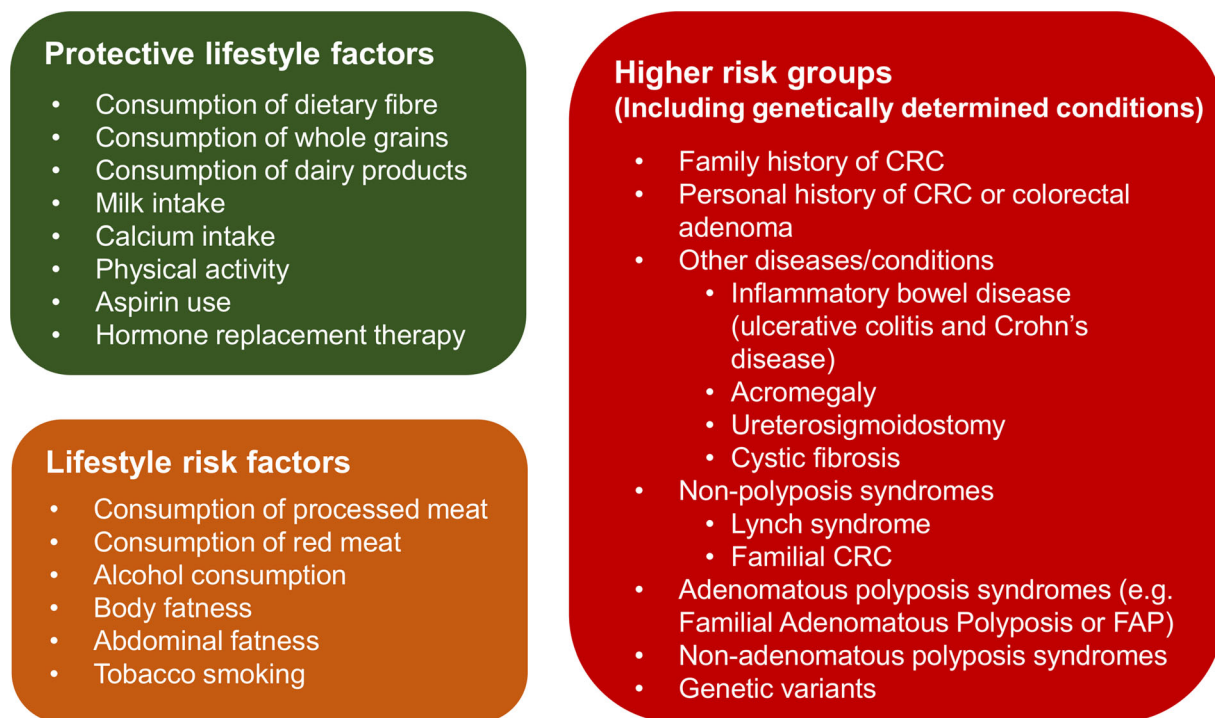 Protective lifestyle factors
• Consumption of dietary fibre
• Consumption of whole grains
• Consumption of dairy products
• Milk intake
• Calcium intake
• Physical activity
• Aspirin use
• Hormone replacement therapy
Lifestyle risk factors
• Consumption of processed meat
• Consumption of red meat
• Alcohol consumption
• Body fatness
• Abdominal fatness
• Tobacco smoking
Higher risk groups
(Including genetically determined conditions)
• Family history of CRC
• Personal history of CRC or colorectal
adenoma
• Other diseases/conditions
• Inflammatory bowel disease
(ulcerative colitis and Crohn’s
disease)
• Acromegaly
• Ureterosigmoidostomy
• Cystic fibrosis
• Non-polyposis syndromes
• Lynch syndrome
• Familial CRC
• Adenomatous polyposis syndromes (e.g.
Familial Adenomatous Polyposis or FAP)
• Non-adenomatous polyposis syndromes
• Genetic variants